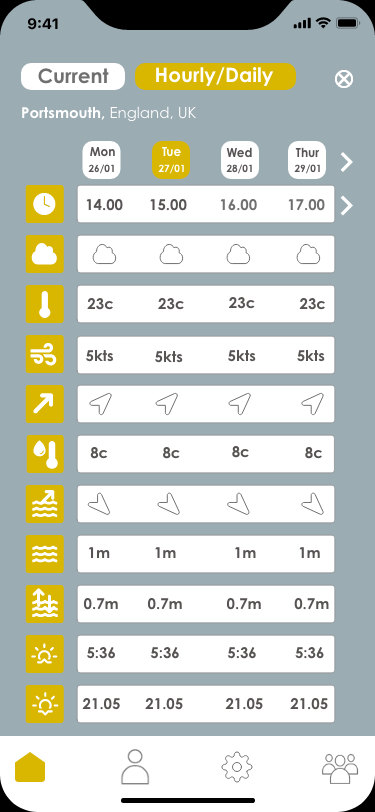 9:41
Current Hourly/Daily
Portsmouth, England, UK
Mon Tue Wed Thur
26/01 27/01 28/01 29/01
14.00 15.00 16.00 17.00
23c 23c 23c 23c
5kts 5kts 5kts 5kts
8c 8c 8c 8c
1m 1m 1m 1m
0.7m 0.7m 0.7m 0.7m
5:36 5:36 5:36 5:36
21.05 21.05 21.05 21.05